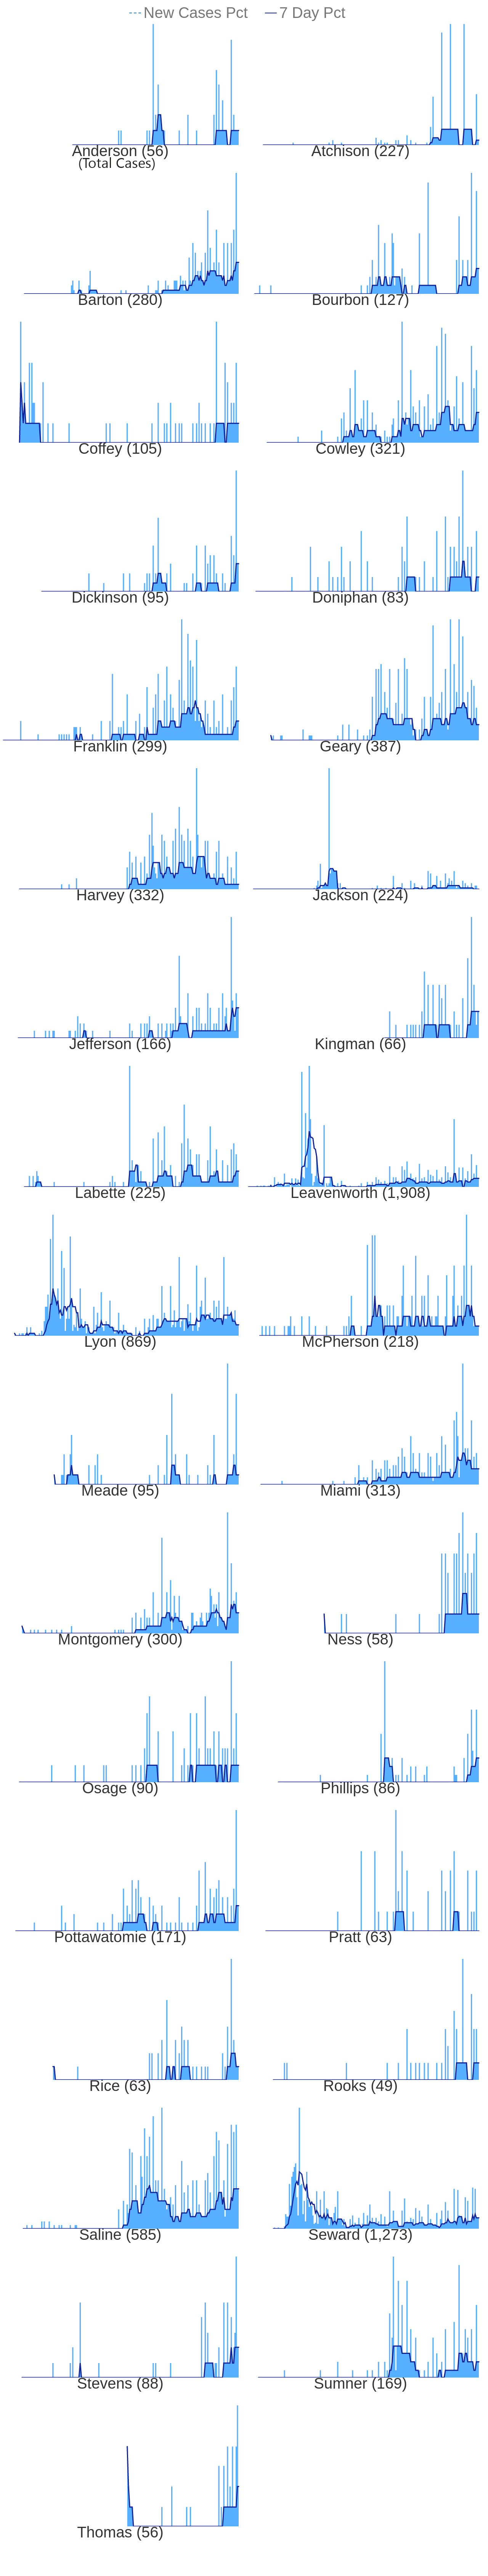 New Cases Pct 7 Day Pct
Anderson (56) Atchison (227)
(Total Cases)
Barton (280) Bourbon (127)
Coffey (105) Cowley (321)
Dickinson (95) Doniphan (83)
Franklin (299) Geary (387)
Harvey (332) Jackson (224)
Jefferson (166) Kingman (66)
Labette (225) Leavenworth (1,908)
Lyon (869) McPherson (218)
Meade (95) Miami (313)
Montgomery (300) Ness (58)
Osage (90) Phillips (86)
Pottawatomie (171) Pratt (63)
Rice (63) Rooks (49)
Saline (585) Seward (1,273)
Stevens (88) Sumner (169)
Thomas (56)